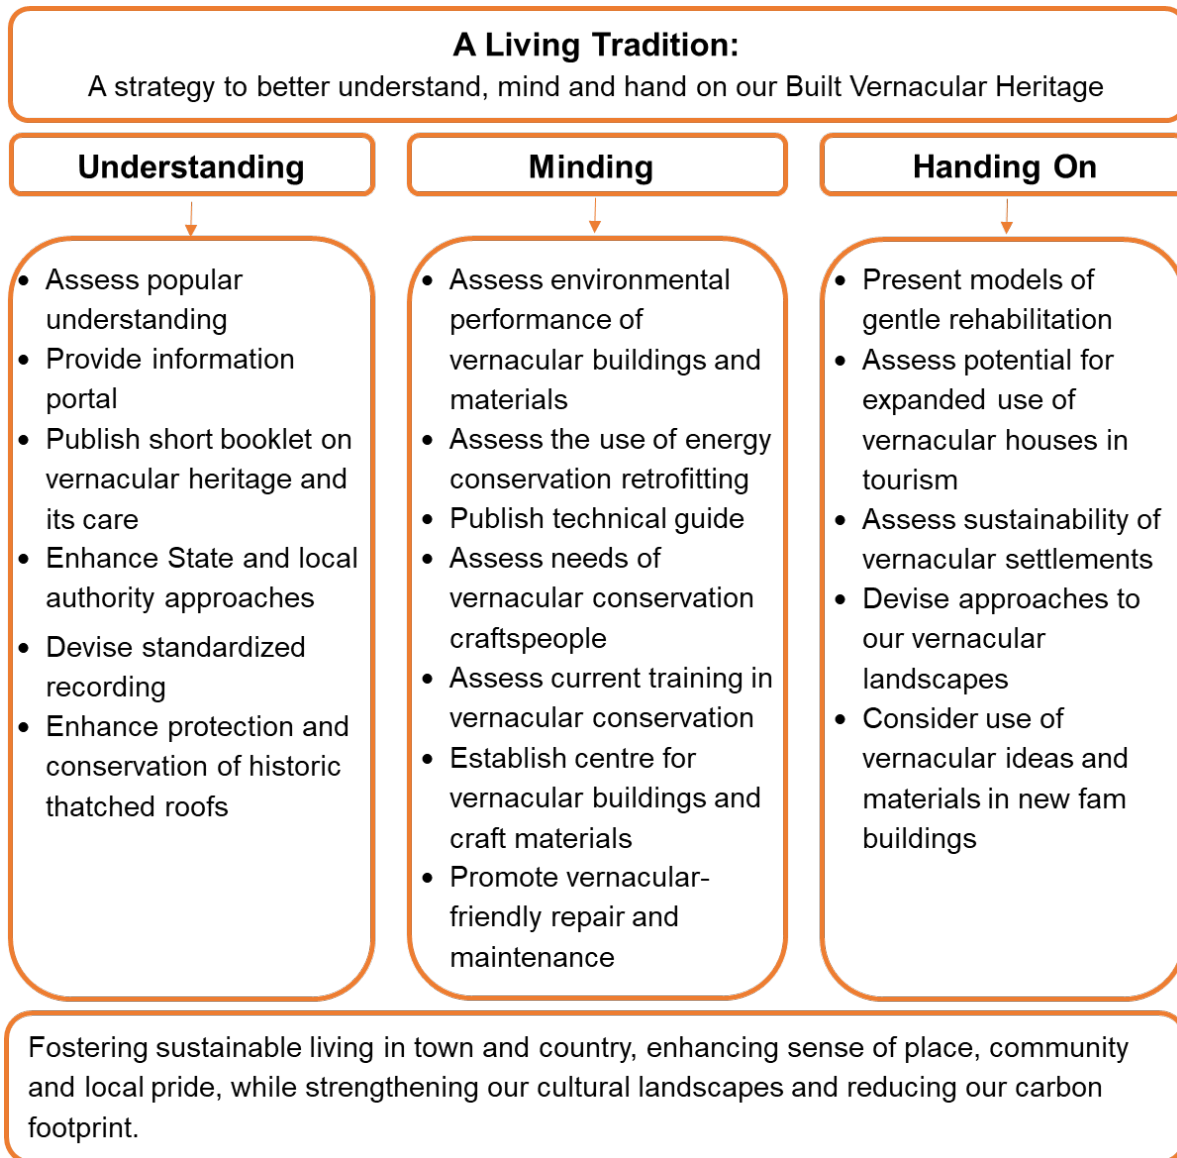 A Living Tradition:
A strategy to better understand, mind and hand on our Built Vernacular Heritage
Understanding
• Assess popular
understanding
• Provide information
portal
• Publish short booklet on
vernacular heritage and
its care
• Enhance State and local
authority approaches
• Devise standardized
recording
• Enhance protection and
conservation of historic
thatched roofs
Minding
• Assess environmental
performance of
vernacular buildings and
materials
• Assess the use of energy
conservation retrofitting
• Publish technical guide
• Assess needs of
vernacular conservation
craftspeople
• Assess current training in
vernacular conservation
• Establish centre for
vernacular buildings and
craft materials
• Promote vernacular-
friendly repair and
maintenance
Handing On
• Present models of
gentle rehabilitation
• Assess potential for
expanded use of
vernacular houses in
tourism
• Assess sustainability of
vernacular settlements
• Devise approaches to
our vernacular
landscapes
• Consider use of
vernacular ideas and
materials in new fam
buildings
Fostering sustainable living in town and country, enhancing sense of place, community
and local pride, while strengthening our cultural landscapes and reducing our carbon
footprint.